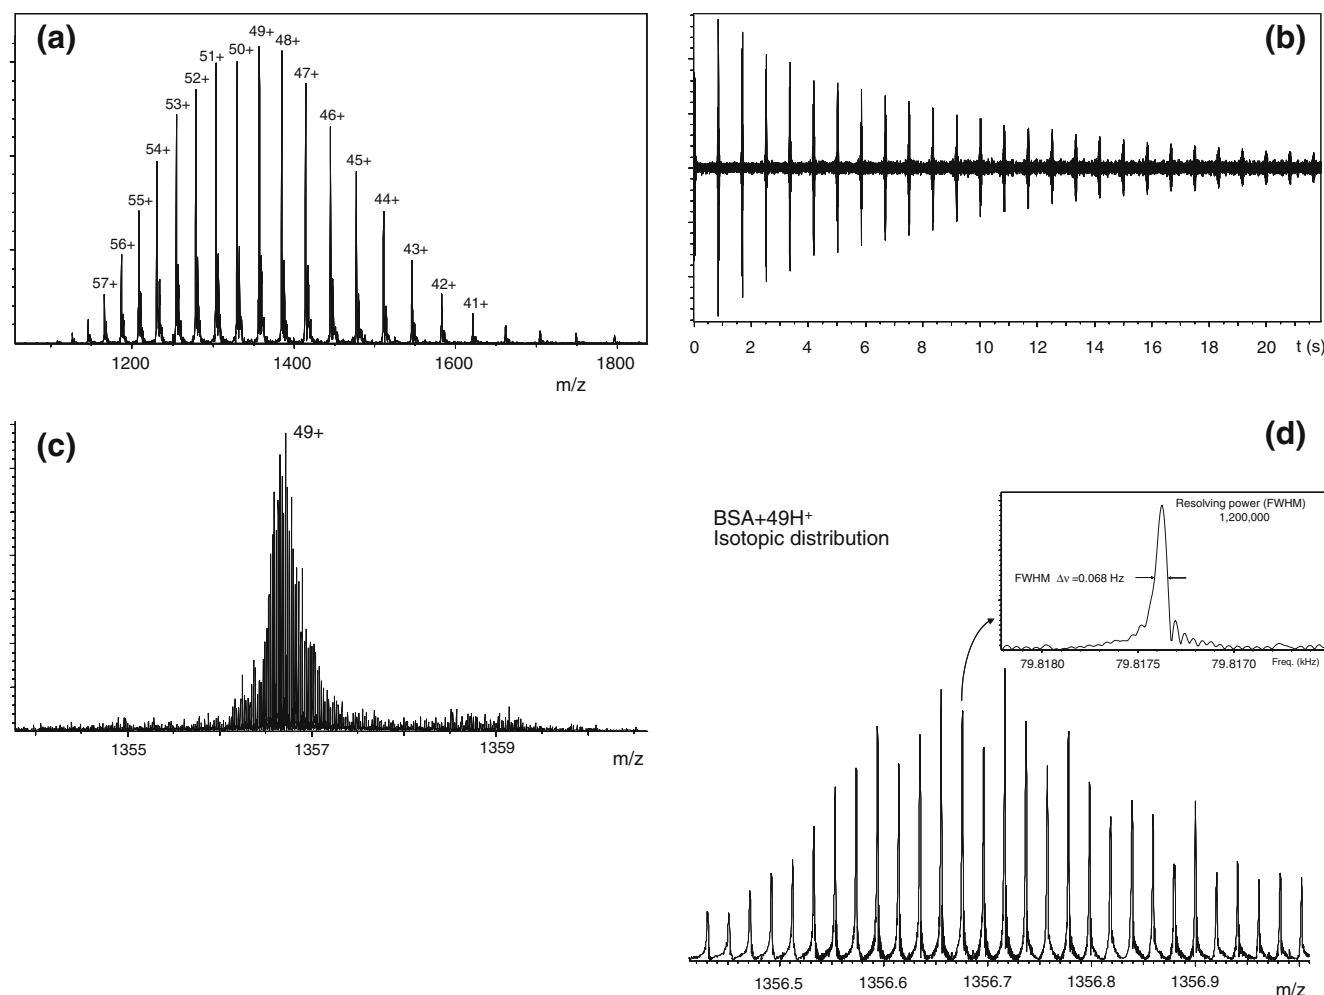 (a)
57+
56+
55+
54+
53+
52+
51+
50+
49+
48+
47+
46+
45+
44+
43+
42+
41+
1200 1400 1600 1800
m/z
(b)
0 2 4 6 8 10 12 14 16 18 20 t (s)
(c)
49+
1355 1357 1359
m/z
(d)
BSA+49H+
Isotopic distribution
Resolving power (FWHM)
1,200,000
FWHM Δν =0.068 Hz
79.8180 79.8175 79.8170 Freq. (kHz)
1356.5 1356.6 1356.7 1356.8 1356.9
m/z